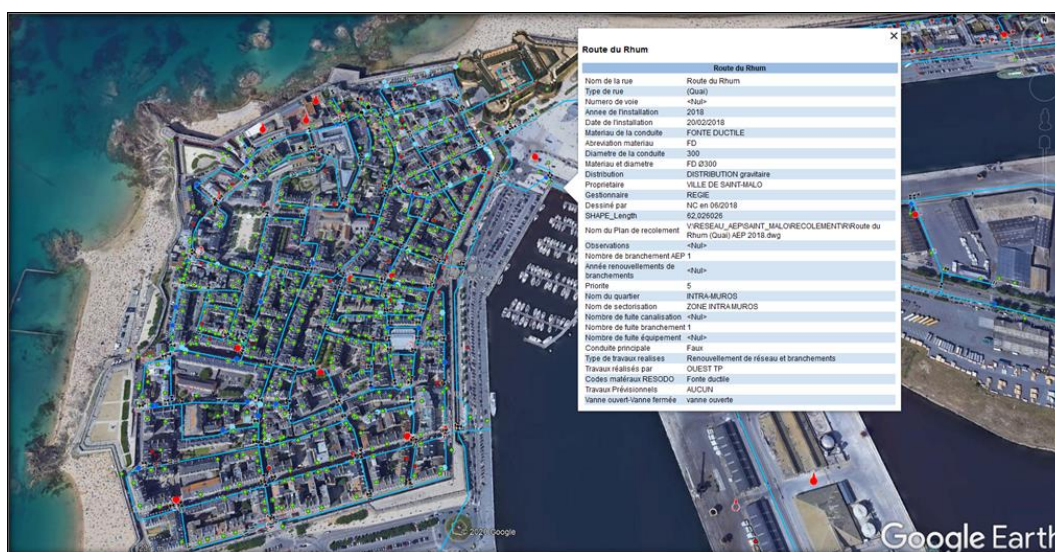 Route du Rhum
Route du Rhum
Nom de la rue Route du Rhum
Type de rue (Quai)
Numero de voie <Nul>
Annee de l'installation 2018
Date de l'installation 20/02/2018
Materiau de la conduite FONTE DUCTILE
Abreviation materiau FD
Diametre de la conduite 300
Materiau et diametre FD Ø300
Distribution DISTRIBUTION gravitaire
Proprietaire VILLE DE SAINT-MALO
Gestionnaire REGIE
Dessiné par NC en 06/2018
SHAPE_Length 62,026026
Nom du Plan de recolement V:\RESEAU_AEP\SAINT_MALO\RECOLEMENT\R\Route du
Rhum (Quai) AEP 2018.dwg
Observations <Nul>
Nombre de branchement AEP 1
Année renouvellements de
branchements <Nul>
Priorite 5
Nom du quartier INTRA-MUROS
Nom de sectorisation ZONE INTRAMUROS
Nombre de fuite canalisation <Nul>
Nombre de fuite branchement 1
Nombre de fuite équipement <Nul>
Conduite principale Faux
Type de travaux realises Renouvellement de réseau et branchements
Travaux réalisés par OUEST TP
Codes matéraux RESODO Fonte ductile
Travaux Prévisionnels AUCUN
Vanne ouvert-Vanne fermée vanne ouverte
Google
Google Earth